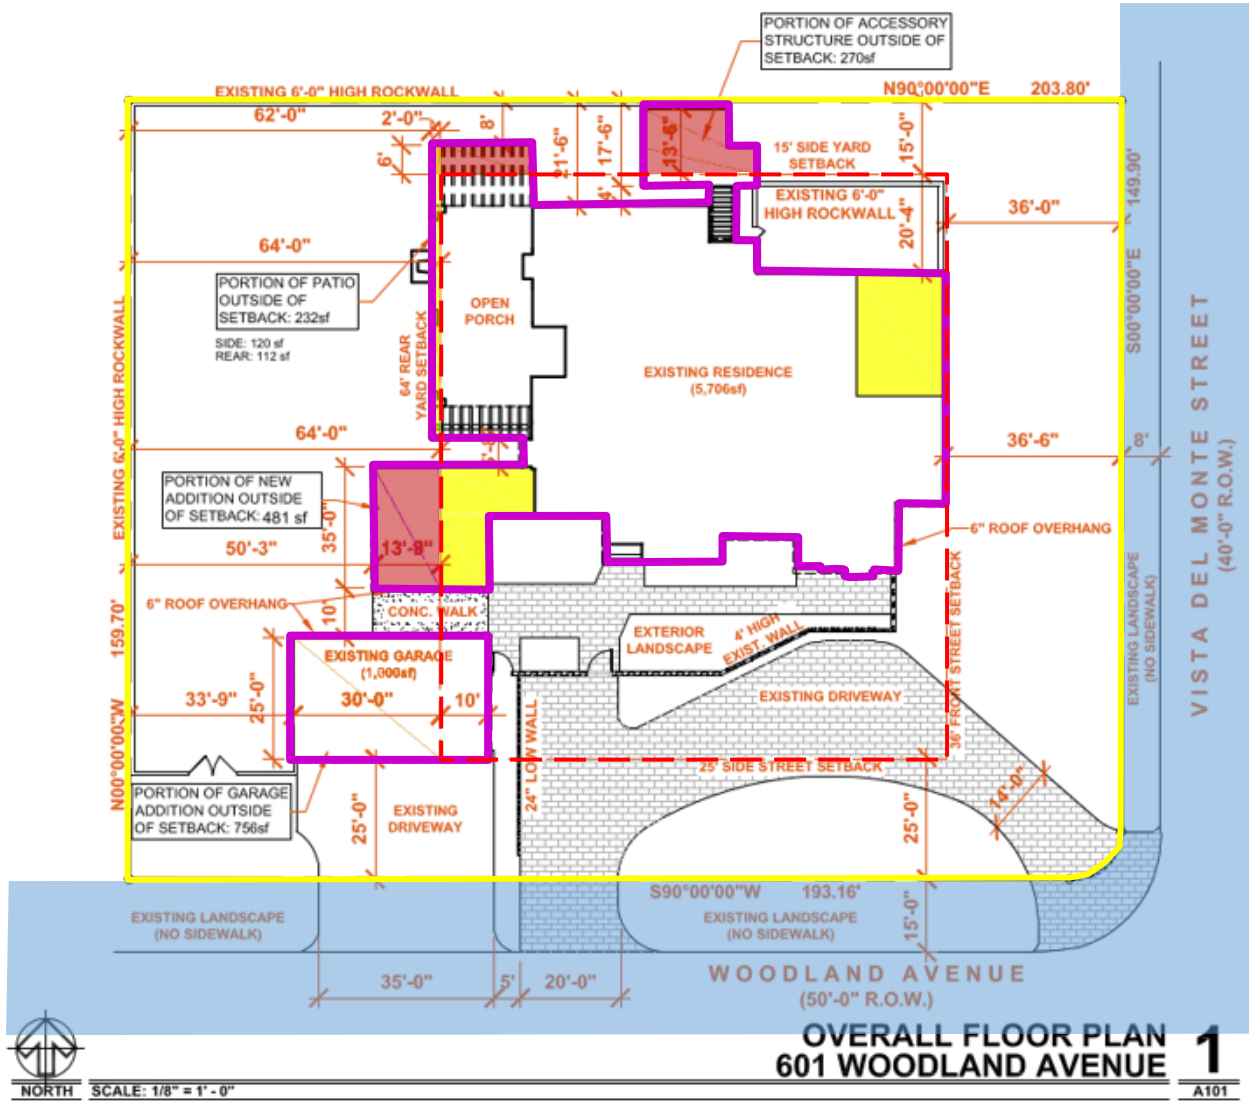 PORTION OF ACCESSORY
STRUCTURE OUTSIDE OF
SETBACK: 270sf
EXISTING 6'-0" HIGH ROCKWALL
N90°00'00"E 203.80'
62'-0"
2'-0"
8'
6'
21'-6"
17'-6"
13'-6"
4'
15' SIDE YARD
SETBACK
15'-0"
EXISTING 6'-0"
HIGH ROCKWALL
20'-4"
36'-0"
S00°00'00"E 149.90'
64'-0"
PORTION OF PATIO
OUTSIDE OF
SETBACK: 232sf
SIDE: 120 sf
REAR: 112 sf
OPEN
PORCH
64' REAR
YARD SETBACK
EXISTING RESIDENCE
(5,706sf)
EXISTING 6'-0" HIGH ROCKWALL
64'-0"
36'-6"
8'
VISTA DEL MONTE STREET
(40'-0" R.O.W.)
PORTION OF NEW
ADDITION OUTSIDE
OF SETBACK: 481 sf
35'-0"
50'-3"
13'-9"
6" ROOF OVERHANG
6" ROOF OVERHANG
10'
CONC. WALK
EXTERIOR
LANDSCAPE
4' HIGH
EXIST. WALL
36' FRONT STREET SETBACK
EXISTING LANDSCAPE
(NO SIDEWALK)
N00°00'00"W 159.70'
EXISTING GARAGE
(1,000sf)
33'-9"
25'-0"
30'-0"
10'
EXISTING DRIVEWAY
24" LOW WALL
25' SIDE STREET SETBACK
14'-0"
PORTION OF GARAGE
ADDITION OUTSIDE
OF SETBACK: 756sf
25'-0"
EXISTING
DRIVEWAY
25'-0"
S90°00'00"W 193.16'
EXISTING LANDSCAPE
(NO SIDEWALK)
EXISTING LANDSCAPE
(NO SIDEWALK)
15'-0"
35'-0"
5'
20'-0"
WOODLAND AVENUE
(50'-0" R.O.W.)
OVERALL FLOOR PLAN
601 WOODLAND AVENUE
1
A101
NORTH
SCALE: 1/8" = 1' - 0"